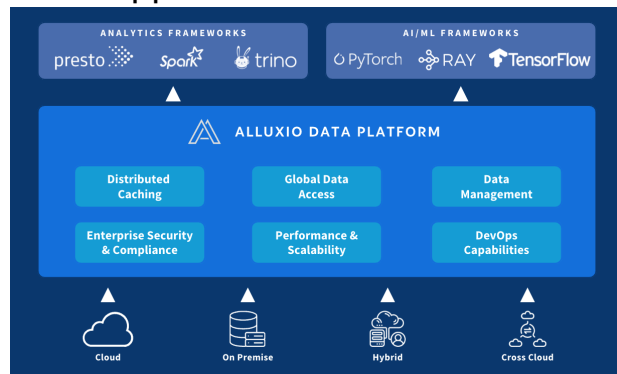 ANALYTICS FRAMEWORKS
presto
Spark
trino
AI/ML FRAMEWORKS
PyTorch
RAY
TensorFlow
ALLUXIO DATA PLATFORM
Distributed
Caching
Global Data
Access
Data
Management
Enterprise Security
& Compliance
Performance &
Scalability
DevOps
Capabilities
Cloud
On Premise
Hybrid
Cross Cloud